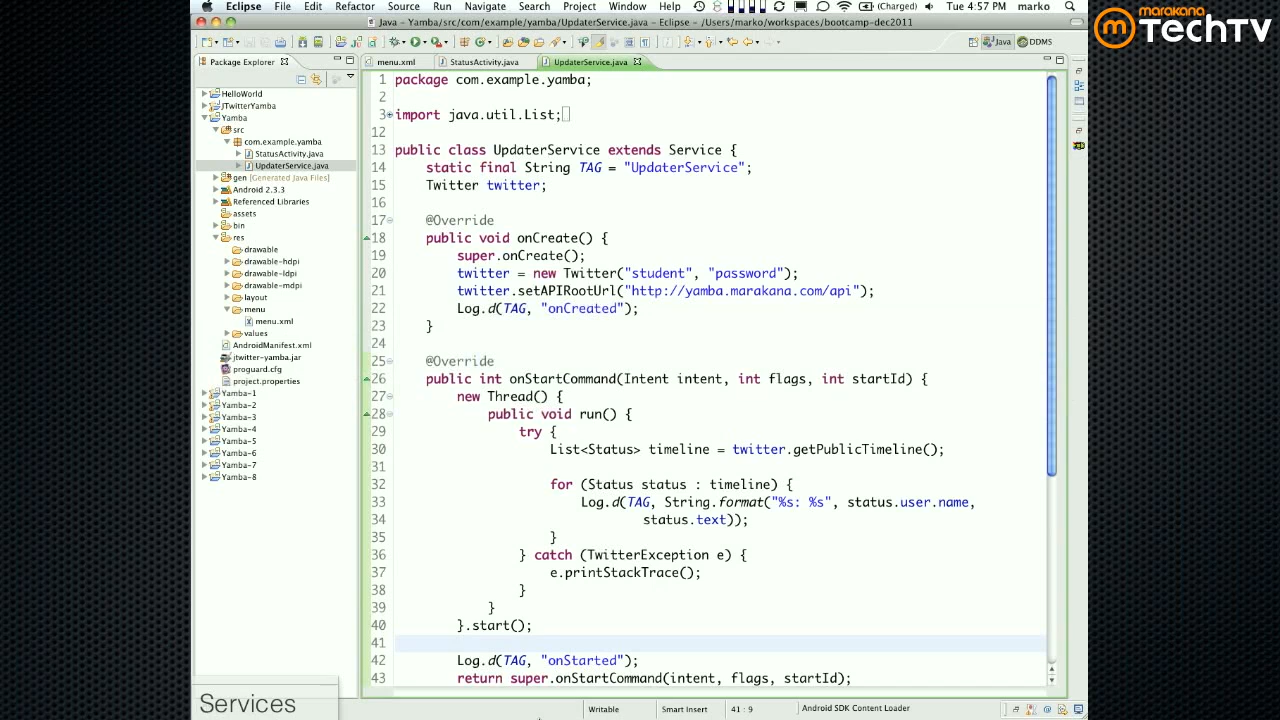 Eclipse File Edit Refactor Source Run Navigate Search Project Window Help (Charged) Tue 4:57 PM marko
Java - Yamba/src/com/example/yamba/UpdaterService.java - Eclipse - /Users/marko/workspaces/bootcamp-dec2011
marakana
TechTV
Java DDMS
Package Explorer
menu.xml StatusActivity.java UpdaterService.java
HelloWorld
JTwitterYamba
Yamba
src
com.example.yamba
StatusActivity.java
UpdaterService.java
gen [Generated Java Files]
Android 2.3.3
Referenced Libraries
assets
bin
res
drawable
drawable-hdpi
drawable-ldpi
drawable-mdpi
layout
menu
menu.xml
values
AndroidManifest.xml
jtwitter-yamba.jar
proguard.cfg
project.properties
Yamba-1
Yamba-2
Yamba-3
Yamba-4
Yamba-5
Yamba-6
Yamba-7
Yamba-8
1 package com.example.yamba;
2
3 import java.util.List;
12
13 public class UpdaterService extends Service {
14 static final String TAG = "UpdaterService";
15 Twitter twitter;
16
17 @Override
18 public void onCreate() {
19 super.onCreate();
20 twitter = new Twitter("student", "password");
21 twitter.setAPIRootUrl("http://yamba.marakana.com/api");
22 Log.d(TAG, "onCreated");
23 }
24
25 @Override
26 public int onStartCommand(Intent intent, int flags, int startId) {
27 new Thread() {
28 public void run() {
29 try {
30 List<Status> timeline = twitter.getPublicTimeline();
31
32 for (Status status : timeline) {
33 Log.d(TAG, String.format("%s: %s", status.user.name,
34 status.text));
35 }
36 } catch (TwitterException e) {
37 e.printStackTrace();
38 }
39 }
40 }.start();
41
42 Log.d(TAG, "onStarted");
43 return super.onStartCommand(intent, flags, startId);
Services
Writable Smart Insert 41 : 9 Android SDK Content Loader